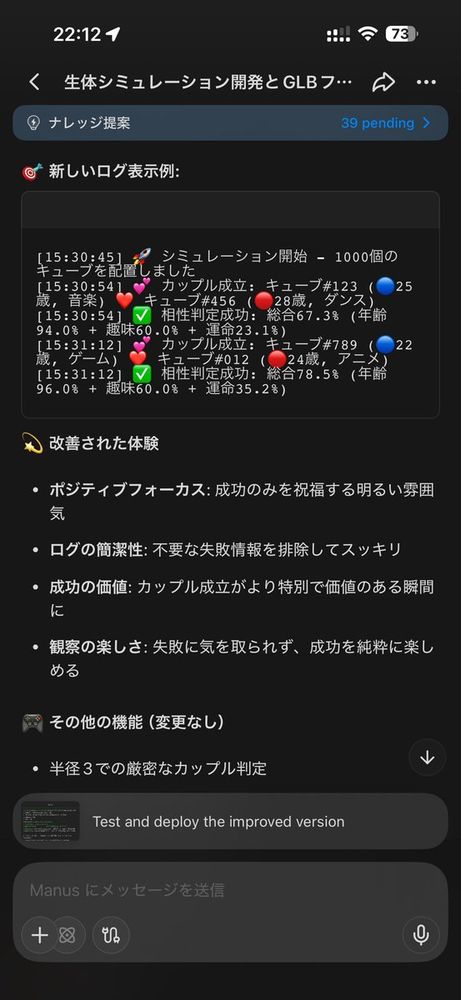 22:12
73
生体シミュレーション開発とGLBフ…
ナレッジ提案
39 pending
🎯 新しいログ表示例:
[15:30:45] 🚀 シミュレーション開始 – 1000個の
キューブを配置しました
[15:30:54] 💕 カップル成立: キューブ#123 (🔵25
歳, 音楽) ❤️ キューブ#456 (🔴28歳, ダンス)
[15:30:54] ✅ 相性判定成功: 総合67.3% (年齢
94.0% + 趣味60.0% + 運命23.1%)
[15:31:12] 💕 カップル成立: キューブ#789 (🔵22
歳, ゲーム) ❤️ キューブ#012 (🔴24歳, アニメ)
[15:31:12] ✅ 相性判定成功: 総合78.5% (年齢
96.0% + 趣味60.0% + 運命35.2%)
💫 改善された体験
• ポジティブフォーカス: 成功のみを祝福する明るい雰囲
気
• ログの簡潔性: 不要な失敗情報を排除してスッキリ
• 成功の価値: カップル成立がより特別で価値のある瞬間
に
• 観察の楽しさ: 失敗に気を取られず、成功を純粋に楽し
める
🎮 その他の機能（変更なし）
• 半径３での厳密なカップル判定
Test and deploy the improved version
Manus にメッセージを送信